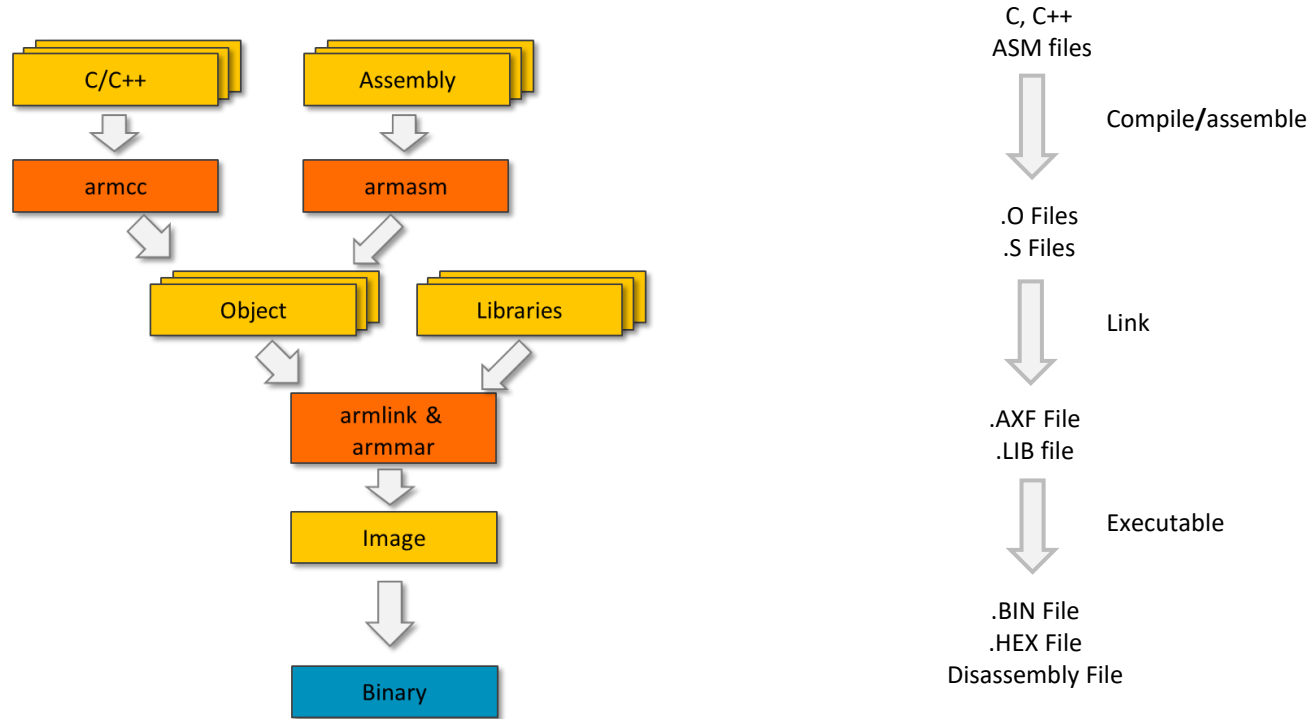 C/C++
Assembly
armcc
armasm
Object
Libraries
armlink &
armmar
Image
Binary
C, C++
ASM files
Compile/assemble
.O Files
.S Files
Link
.AXF File
.LIB file
Executable
.BIN File
.HEX File
Disassembly File